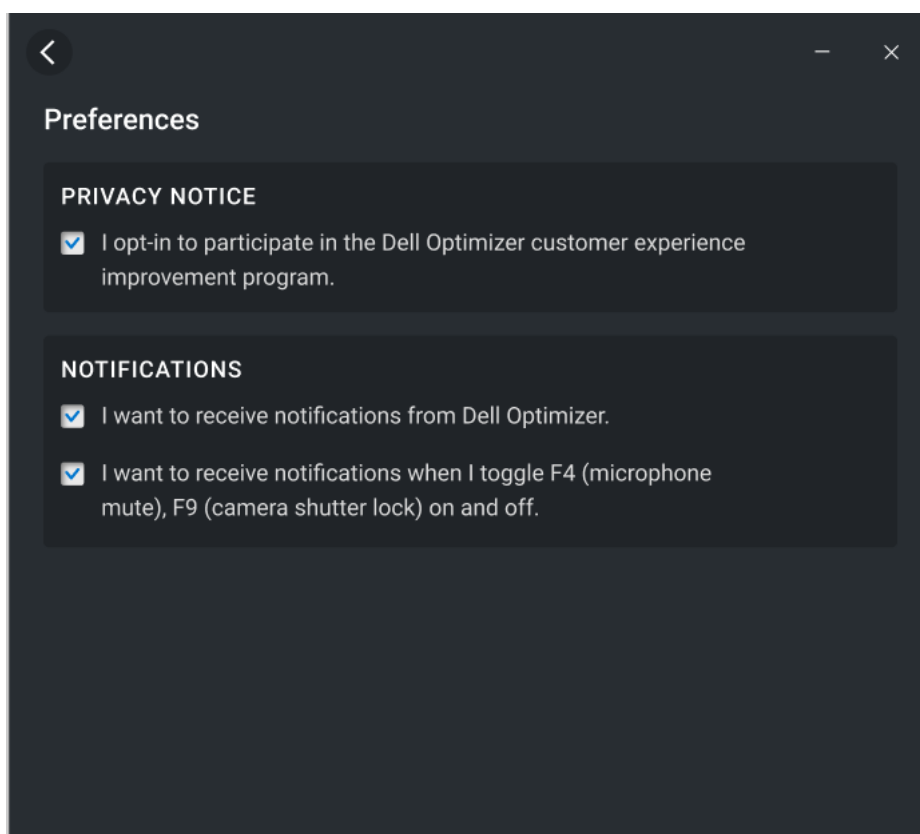 Preferences
PRIVACY NOTICE
I opt-in to participate in the Dell Optimizer customer experience
improvement program.
NOTIFICATIONS
I want to receive notifications from Dell Optimizer.
I want to receive notifications when I toggle F4 (microphone
mute), F9 (camera shutter lock) on and off.